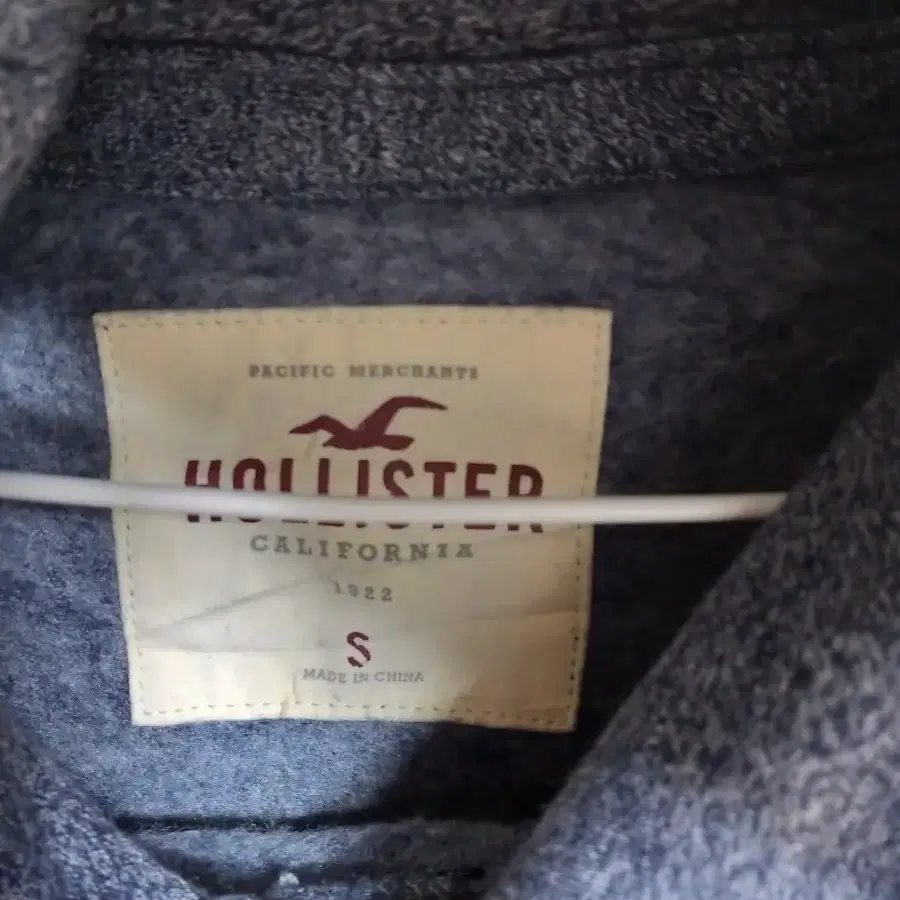 PACIFIC MERCHANTS
HOLLISTER
CALIFORNIA
1922
S
MADE IN CHINA